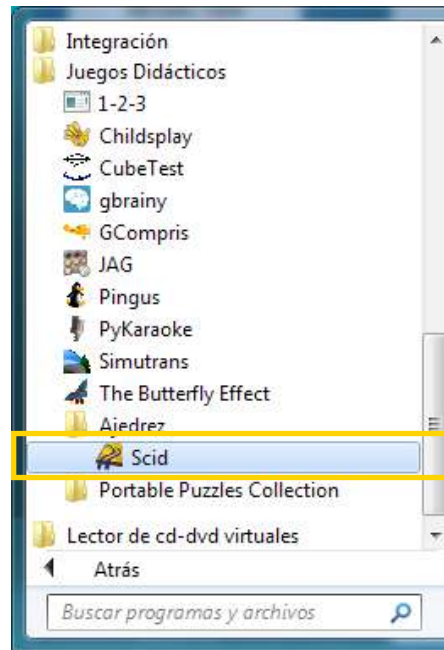 Integración
Juegos Didácticos
1-2-3
Childsplay
CubeTest
gbrainy
GCompris
JAG
Pingus
PyKaraoke
Simutrans
The Butterfly Effect
Ajedrez
Scid
Portable Puzzles Collection
Lector de cd-dvd virtuales
Atrás
Buscar programas y archivos